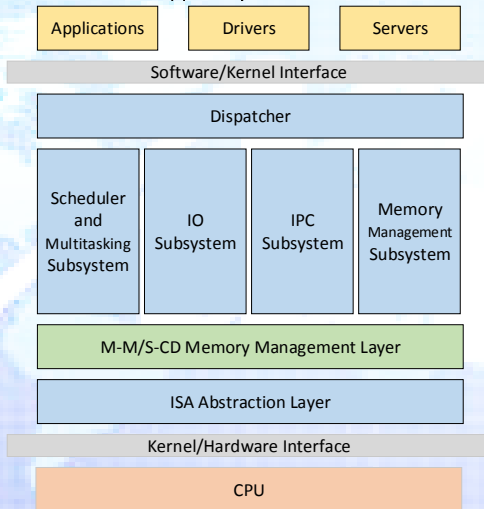 Applications
Drivers
Servers
Software/Kernel Interface
Dispatcher
Scheduler
and
Multitasking
Subsystem
IO
Subsystem
IPC
Subsystem
Memory
Management
Subsystem
M-M/S-CD Memory Management Layer
ISA Abstraction Layer
Kernel/Hardware Interface
CPU